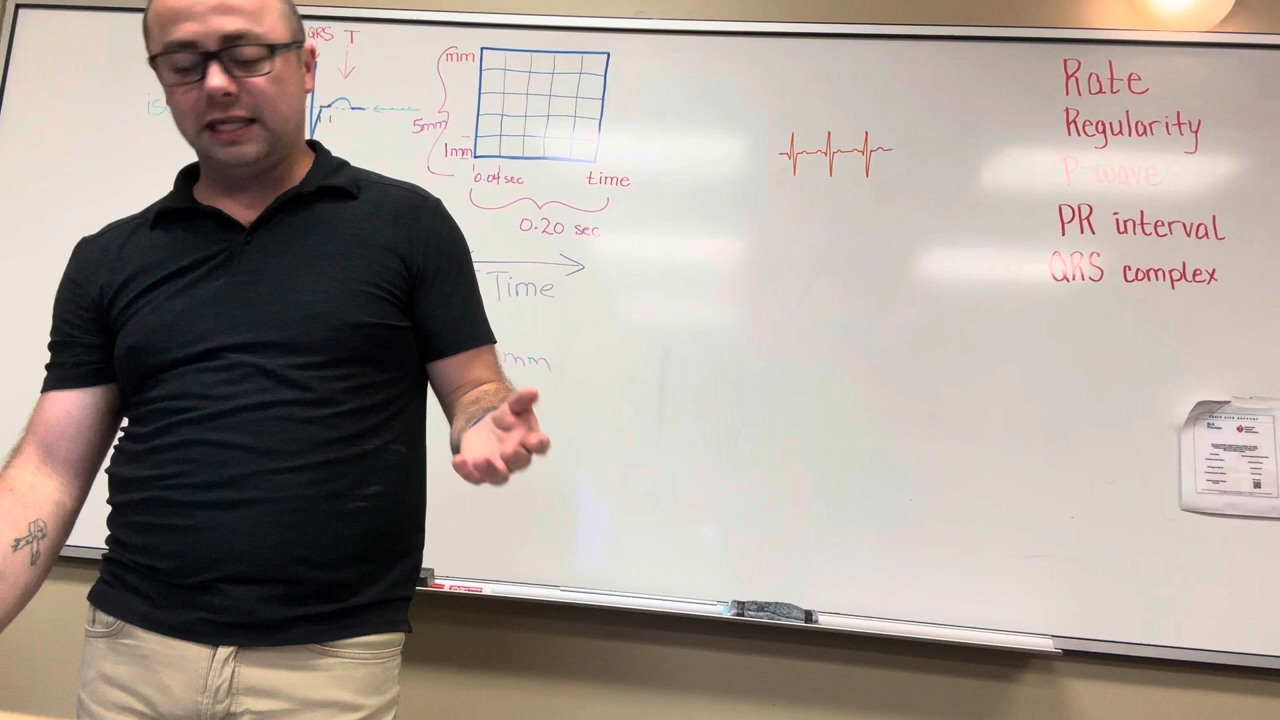 QRS T
mm
5mm
1mm
0.04sec time
0.20 sec
Time
mm
Rate
Regularity
P wave
PR interval
QRS complex